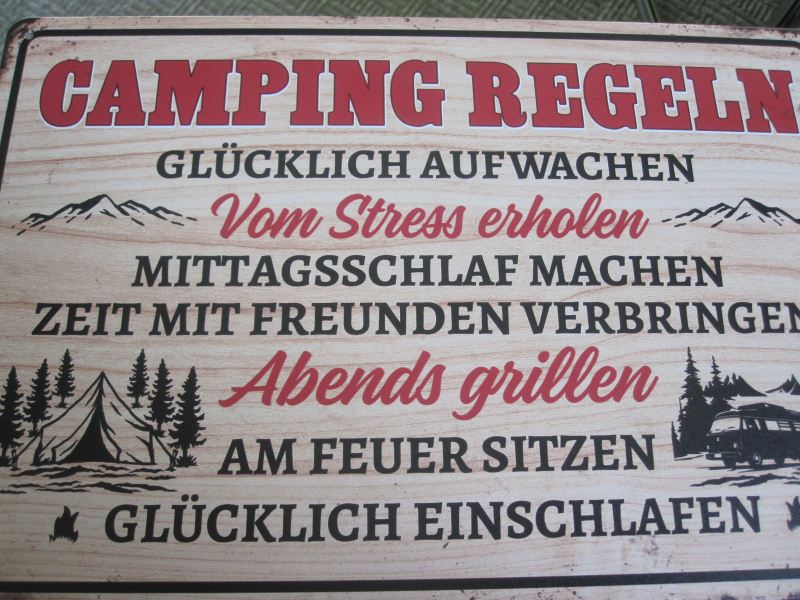 CAMPING REGELN
GLÜCKLICH AUFWACHEN
Vom Stress erholen
MITTAGSSCHLAF MACHEN
ZEIT MIT FREUNDEN VERBRINGEN
Abends grillen
AM FEUER SITZEN
GLÜCKLICH EINSCHLAFEN